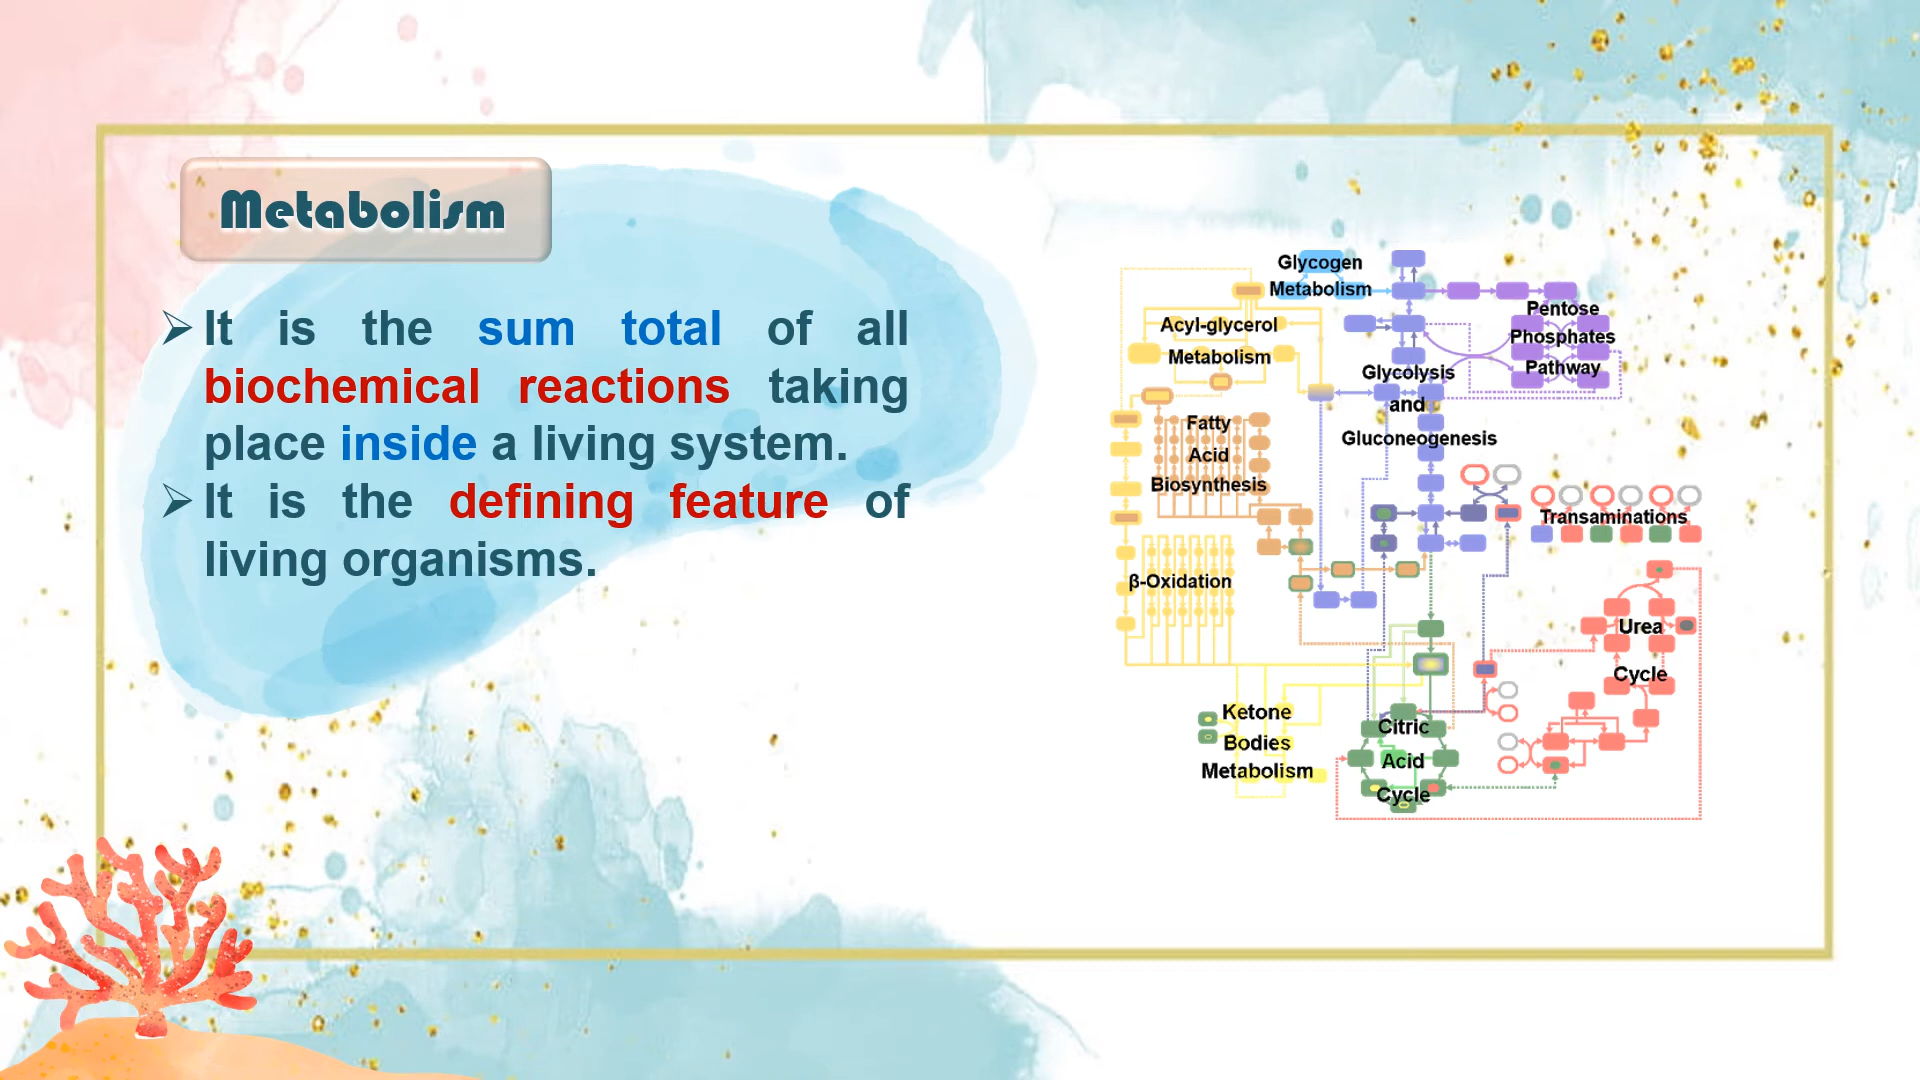 Metabolism
➢ It is the sum total of all
biochemical reactions taking
place inside a living system.
➢ It is the defining feature of
living organisms.
Glycogen
Metabolism
Acyl-glycerol
Metabolism
Pentose
Phosphates
Pathway
Glycolysis
and
Gluconeogenesis
Fatty
Acid
Biosynthesis
Transaminations
β-Oxidation
Urea
Cycle
Ketone
Bodies
Metabolism
Citric
Acid
Cycle